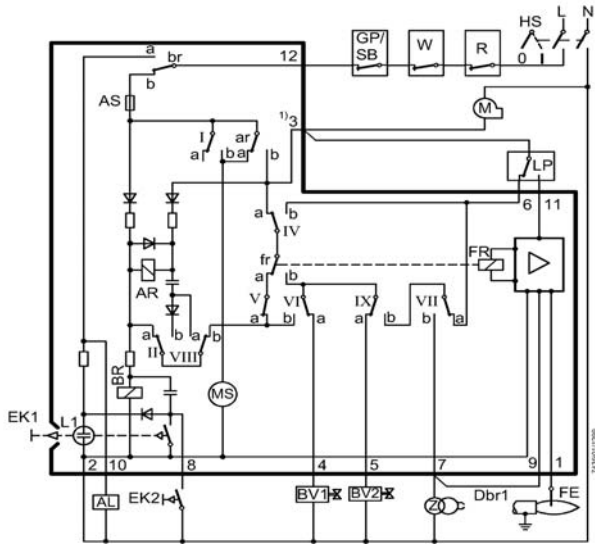 HS L N
GP/
SB
W
R
0 I
a br 12
b
AS
M
I ar 1) 3
a b a b
LP
6 11
a b
IV
fr
FR
a b
AR
V VI IX VII
b a b a
a b a b
a b b a
II VIII
BR
MS
EK1 L1
2 10 8 4 5 7 9 1
Dbr1
AL EK2 BV1 BV2 Z FE